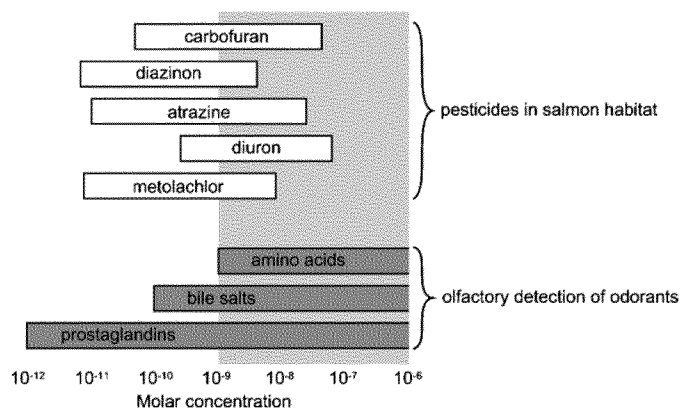 carbofuran
diazinon
atrazine
diuron
metolachlor
pesticides in salmon habitat
amino acids
bile salts
prostaglandins
olfactory detection of odorants
10⁻¹² 10⁻¹¹ 10⁻¹⁰ 10⁻⁹ 10⁻⁸ 10⁻⁷ 10⁻⁶
Molar concentration